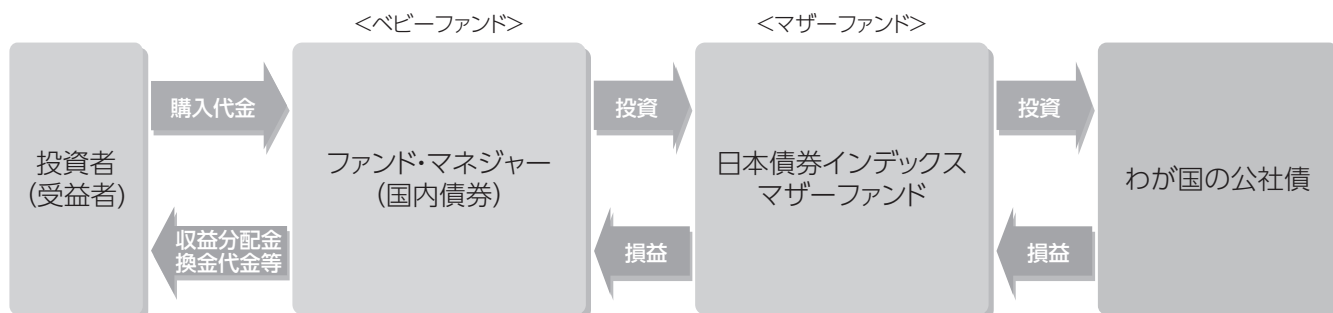 <ベビーファンド>
<マザーファンド>
投資者
(受益者)
購入代金
収益分配金
換金代金等
ファンド・マネジャー
(国内債券)
投資
損益
日本債券インデックス
マザーファンド
投資
損益
わが国の公社債